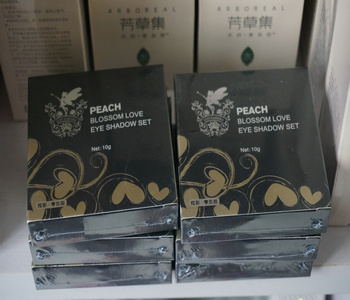 ARBOREAL
芳草集
ARBOREAL
芳草集
PEACH
BLOSSOM LOVE
EYE SHADOW SET
Net: 10g
PEACH
BLOSSOM LOVE
EYE SHADOW SET
Net: 10g